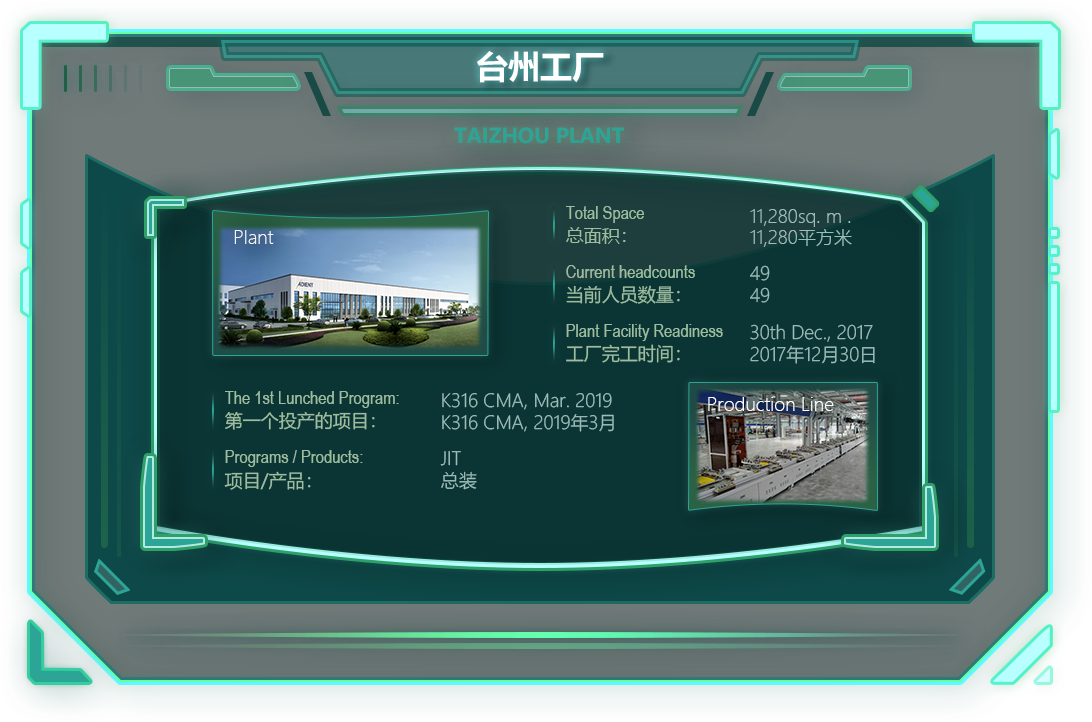 台州工厂
TAIZHOU PLANT
Plant
ADIENT
Total Space 11,280sq. m .
总面积： 11,280平方米
Current headcounts 49
当前人员数量： 49
Plant Facility Readiness 30th Dec., 2017
工厂完工时间： 2017年12月30日
The 1st Lunched Program: K316 CMA, Mar. 2019
第一个投产的项目： K316 CMA, 2019年3月
Programs / Products: JIT
项目/产品： 总装
Production Line